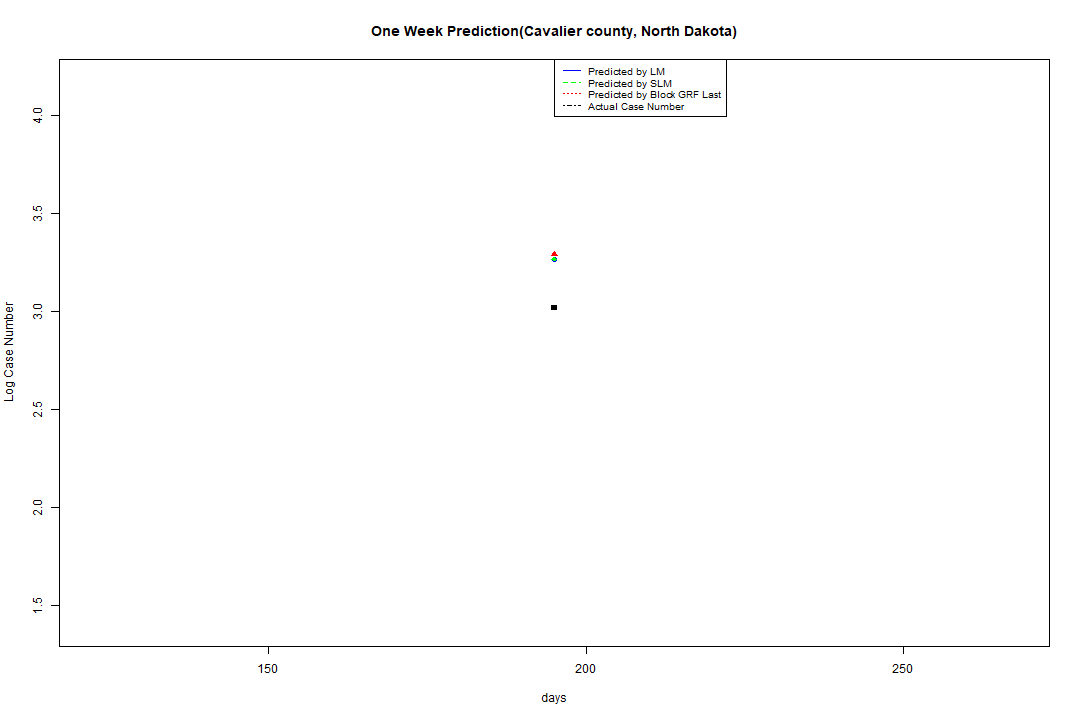 One Week Prediction(Cavalier county, North Dakota)
Predicted by LM
Predicted by SLM
Predicted by Block GRF Last
Actual Case Number
Log Case Number
4.0
3.5
3.0
2.5
2.0
1.5
150
200
250
days